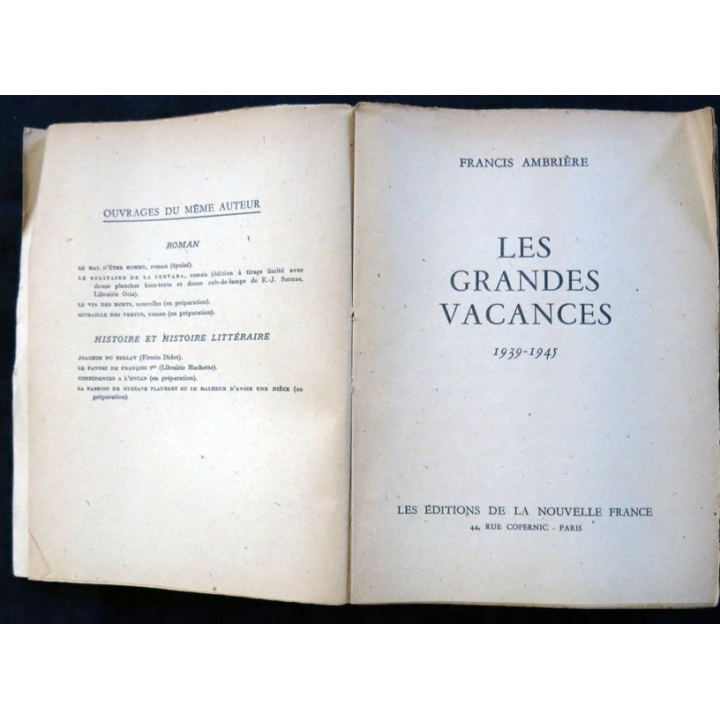 OUVRAGES DU MÊME AUTEUR
ROMAN
LE MAL D'ÊTRE HOMME, roman (épuisé).
LE SOLITAIRE DE LA CERVARA, roman (édition à tirage limité avec
douze planches hors-texte et douze culs-de-lampe de E.-J. Surnas,
Librairie Ozia).
LE VIN DES MORTS, nouvelles (en préparation).
MITRAILLE DES VERTUS, roman (en préparation).
HISTOIRE ET HISTOIRE LITTÉRAIRE
JOACHIM DU BELLAY (Firmin Didot).
LE FAVORI DE FRANÇOIS Ier (Librairie Hachette).
CONFIDENCES A L'ENCAN (en préparation).
LA PASSION DE GUSTAVE FLAUBERT OU LE MALHEUR D'AVOIR UNE NIÈCE (en
préparation)
FRANCIS AMBRIÈRE
LES
GRANDES
VACANCES
1939-1945
LES ÉDITIONS DE LA NOUVELLE FRANCE
44, RUE COPERNIC - PARIS